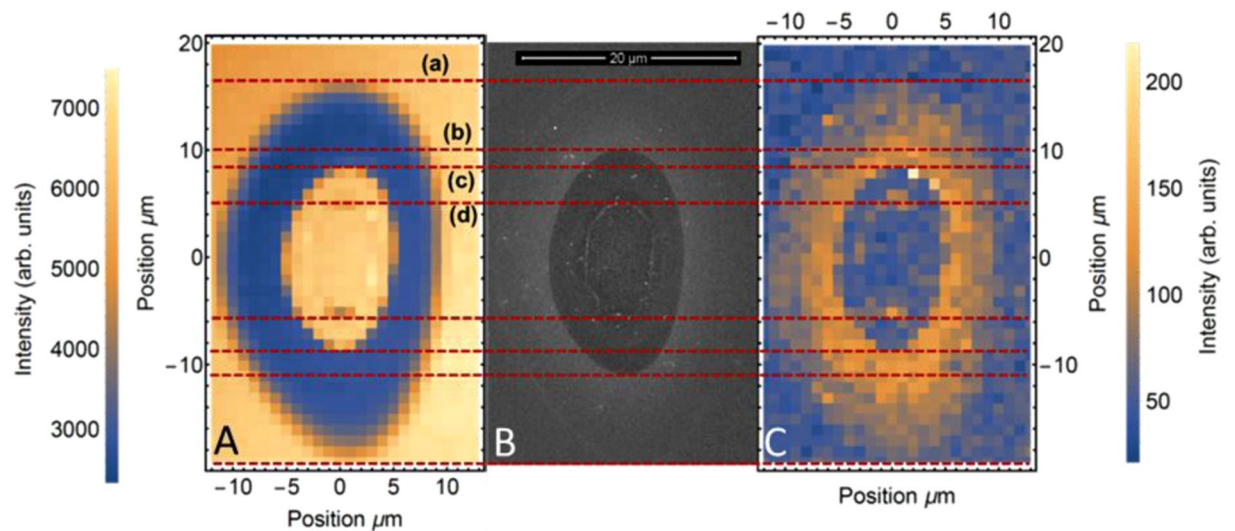 −10 −5 0 5 10
20
10
0
−10
Position μm
−10 −5 0 5 10
Position μm
7000
6000
5000
4000
3000
Intensity (arb. units)
(a)
(b)
(c)
(d)
A
20 μm
B
C
20
10
0
−10
Position μm
Position μm
200
150
100
50
Intensity (arb. units)